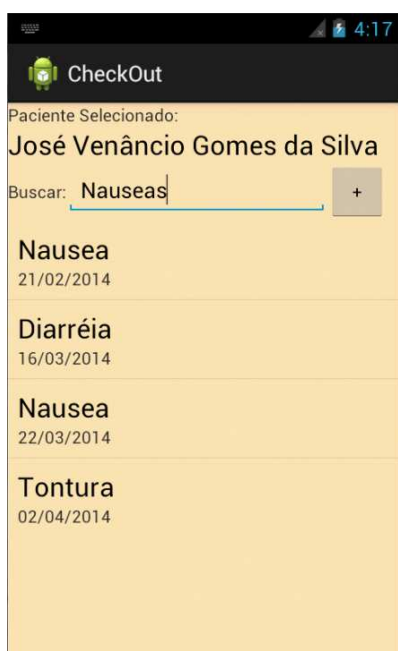 4:17
CheckOut
Paciente Selecionado:
José Venâncio Gomes da Silva
Buscar: Nauseas +
Nausea
21/02/2014
Diarréia
16/03/2014
Nausea
22/03/2014
Tontura
02/04/2014